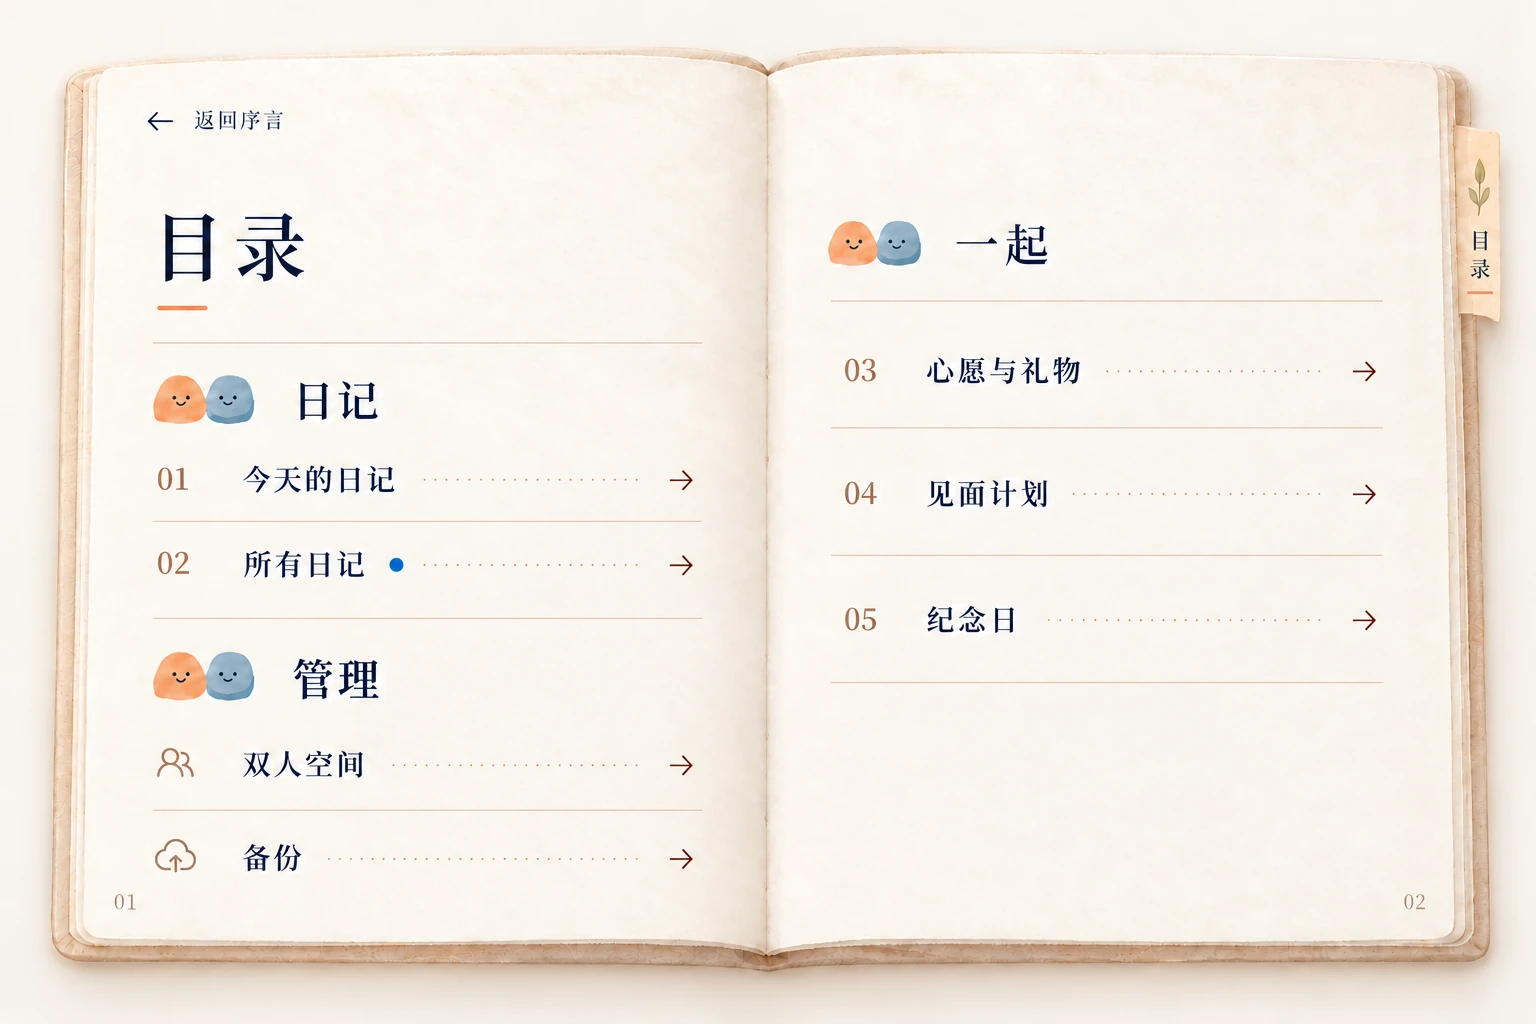 返回序言
目录
日记
01 今天的日记
02 所有日记
管理
双人空间
备份
01
一起
03 心愿与礼物
04 见面计划
05 纪念日
02
目录